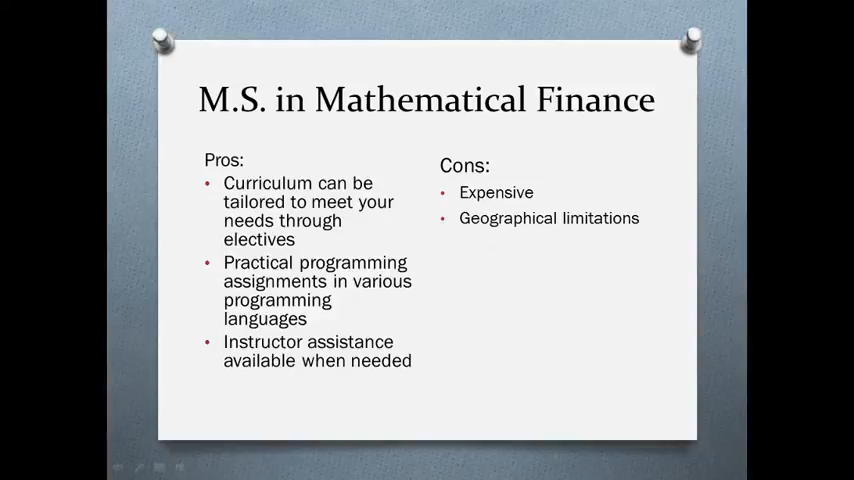 M.S. in Mathematical Finance
Pros:
• Curriculum can be
tailored to meet your
needs through
electives
• Practical programming
assignments in various
programming
languages
• Instructor assistance
available when needed
Cons:
• Expensive
• Geographical limitations